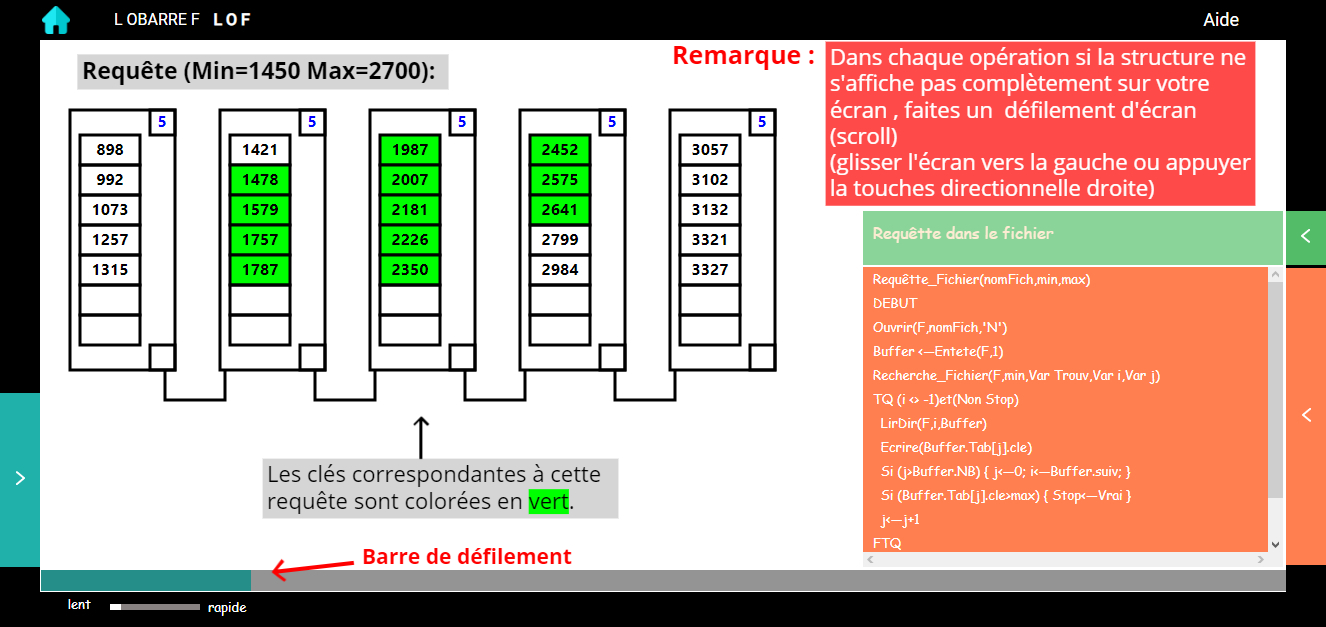 L OBARRE F LOF
Aide
Requête (Min=1450 Max=2700):
Remarque :
Dans chaque opération si la structure ne
s'affiche pas complètement sur votre
écran , faites un défilement d'écran
(scroll)
(glisser l'écran vers la gauche ou appuyer
la touches directionnelle droite)
5
898
992
1073
1257
1315
5
1421
1478
1579
1757
1787
5
1987
2007
2181
2226
2350
5
2452
2575
2641
2799
2984
5
3057
3102
3132
3321
3327
Les clés correspondantes à cette
requête sont colorées en vert.
Requêtte dans le fichier
Requêtte_Fichier(nomFich,min,max)
DEBUT
Ouvrir(F,nomFich,'N')
Buffer <—Entete(F,1)
Recherche_Fichier(F,min,Var Trouv,Var i,Var j)
TQ (i <> -1)et(Non Stop)
LirDir(F,i,Buffer)
Ecrire(Buffer.Tab[j].cle)
Si (j>Buffer.NB) { j<—0; i<—Buffer.suiv; }
Si (Buffer.Tab[j].cle>max) { Stop<—Vrai }
j<—j+1
FTQ
Barre de défilement
lent
rapide